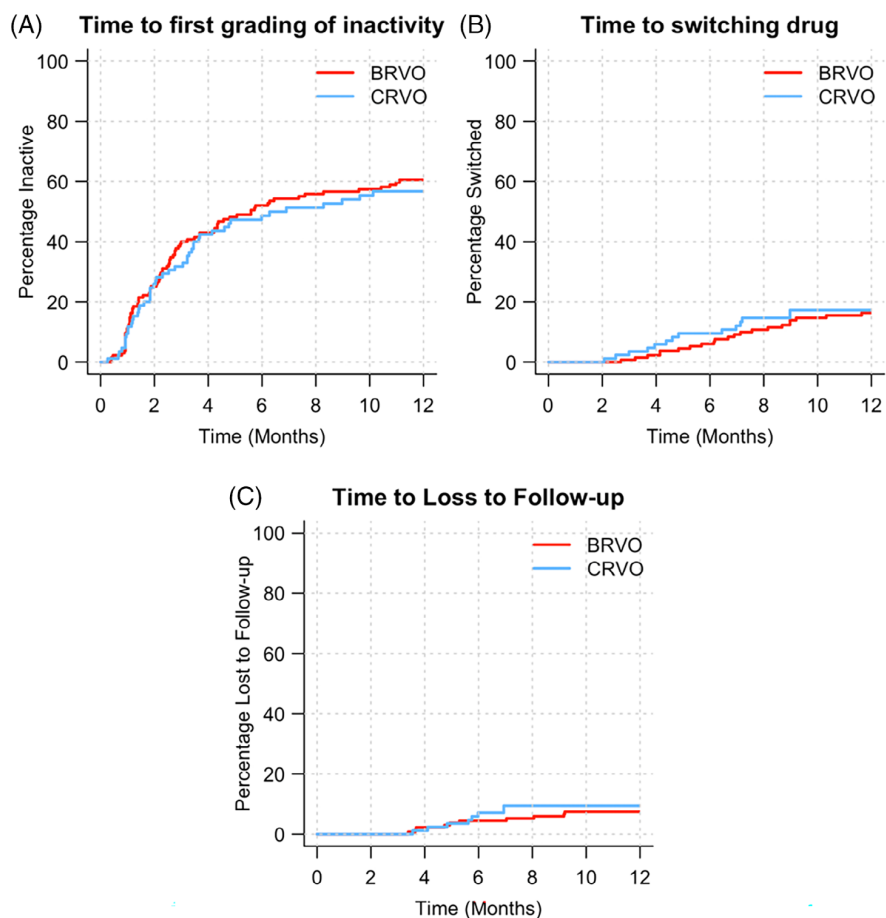 (A) Time to first grading of inactivity
100
80
60
40
20
0
Percentage Inactive
BRVO
CRVO
0 2 4 6 8 10 12
Time (Months)
(B) Time to switching drug
100
80
60
40
20
0
Percentage Switched
BRVO
CRVO
0 2 4 6 8 10 12
Time (Months)
(C) Time to Loss to Follow-up
100
80
60
40
20
0
Percentage Lost to Follow-up
BRVO
CRVO
0 2 4 6 8 10 12
Time (Months)